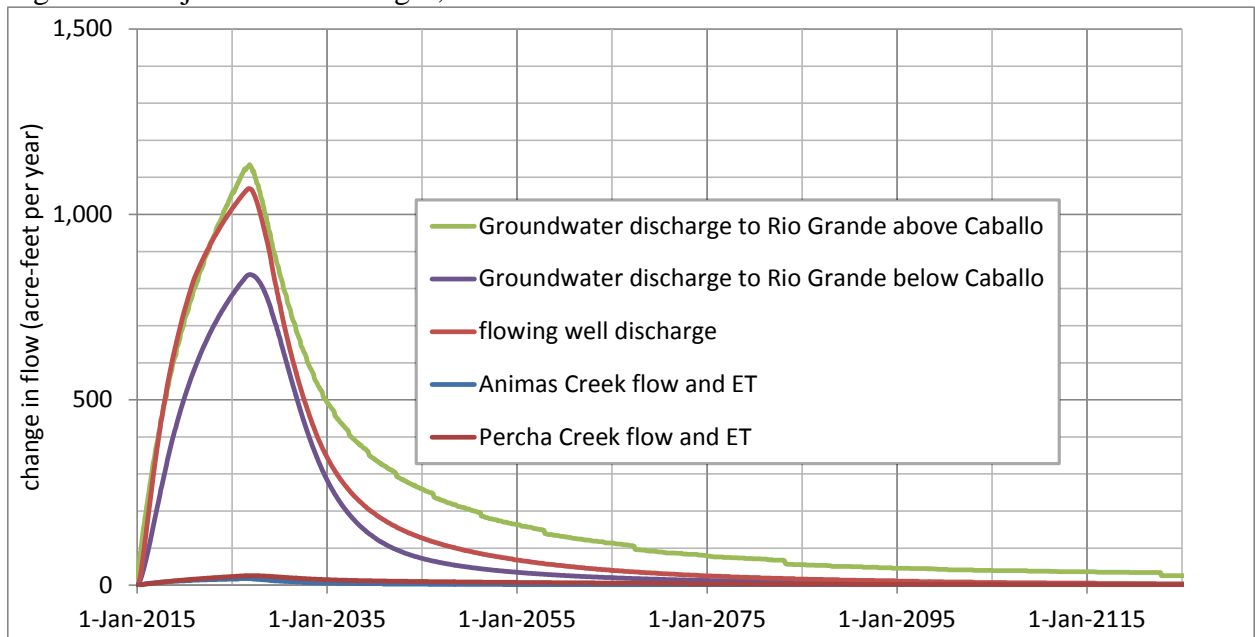 1,500
1,000
500
0
change in flow (acre-feet per year)
Groundwater discharge to Rio Grande above Caballo
Groundwater discharge to Rio Grande below Caballo
flowing well discharge
Animas Creek flow and ET
Percha Creek flow and ET
1-Jan-2015 1-Jan-2035 1-Jan-2055 1-Jan-2075 1-Jan-2095 1-Jan-2115